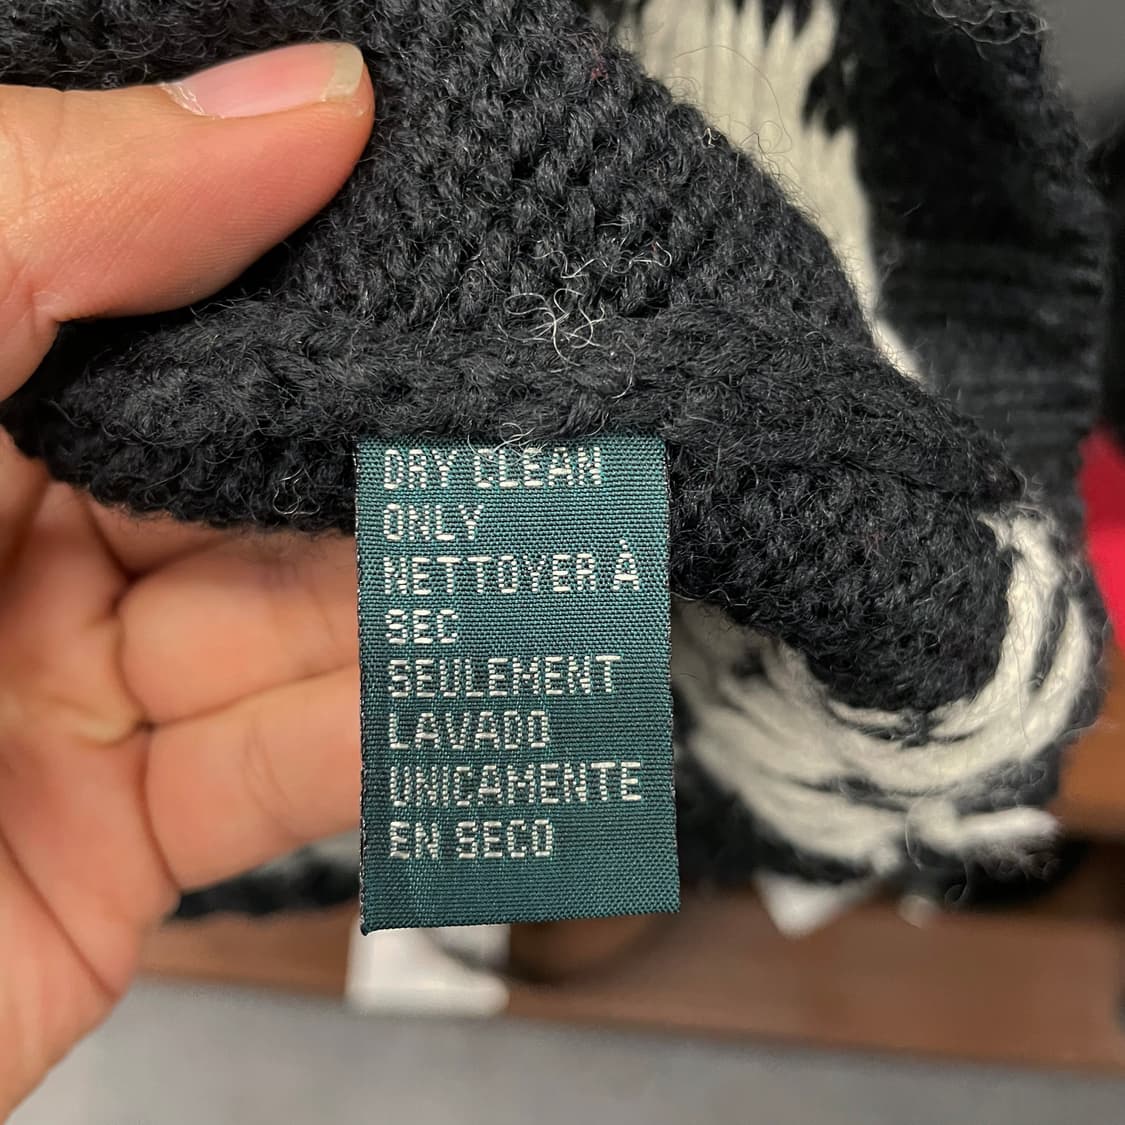 DRY CLEAN
ONLY
NETTOYER À
SEC
SEULEMENT
LAVADO
UNICAMENTE
EN SECO